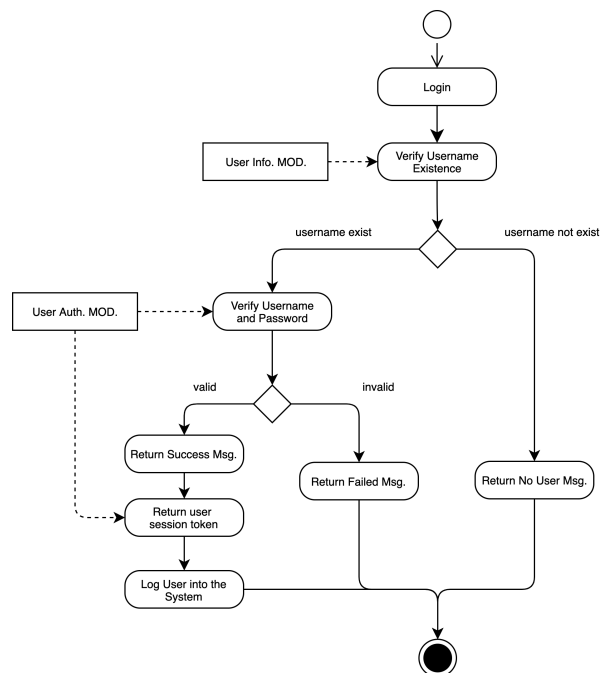 Login
User Info. MOD.
Verify Username
Existence
username exist
username not exist
User Auth. MOD.
Verify Username
and Password
valid
invalid
Return Success Msg.
Return Failed Msg.
Return No User Msg.
Return user
session token
Log User into the
System